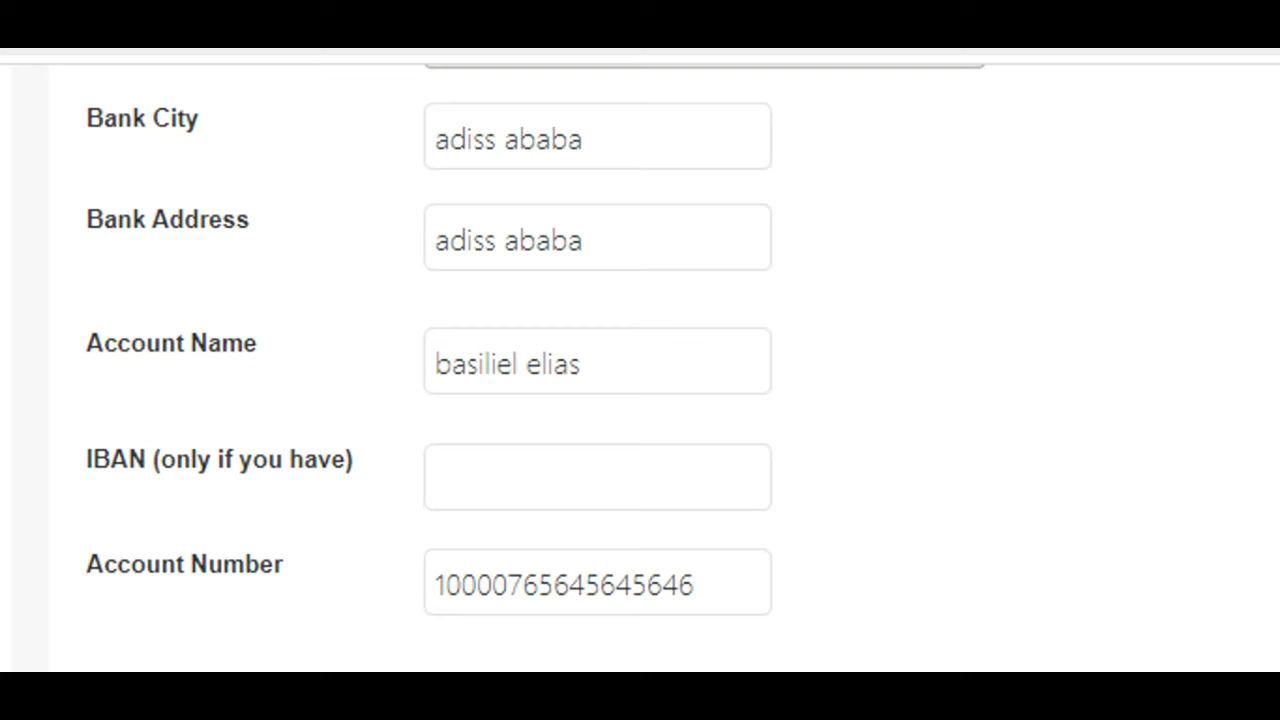 Bank City
adiss ababa
Bank Address
adiss ababa
Account Name
basiliel elias
IBAN (only if you have)
Account Number
10000765645645646